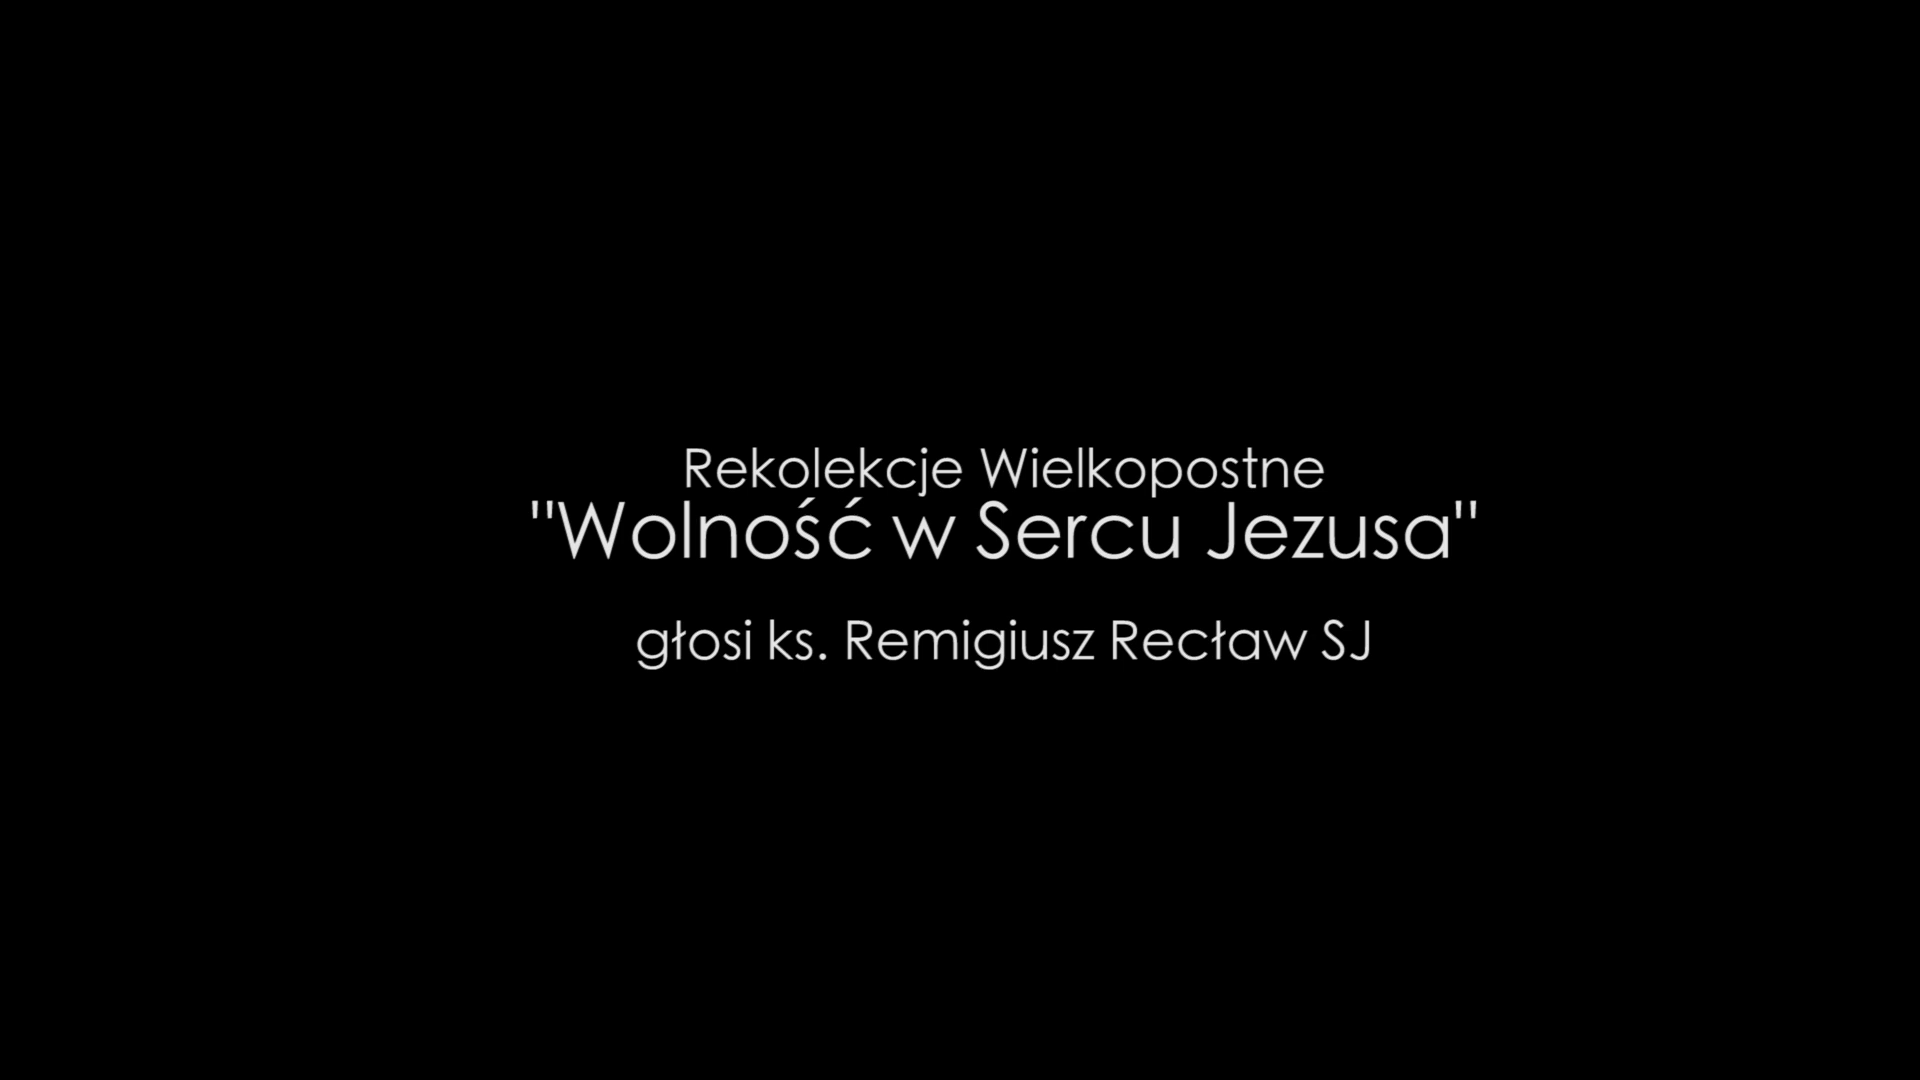 Rekolekcje Wielkopostne
"Wolność w Sercu Jezusa"
głosi ks. Remigiusz Recław SJ